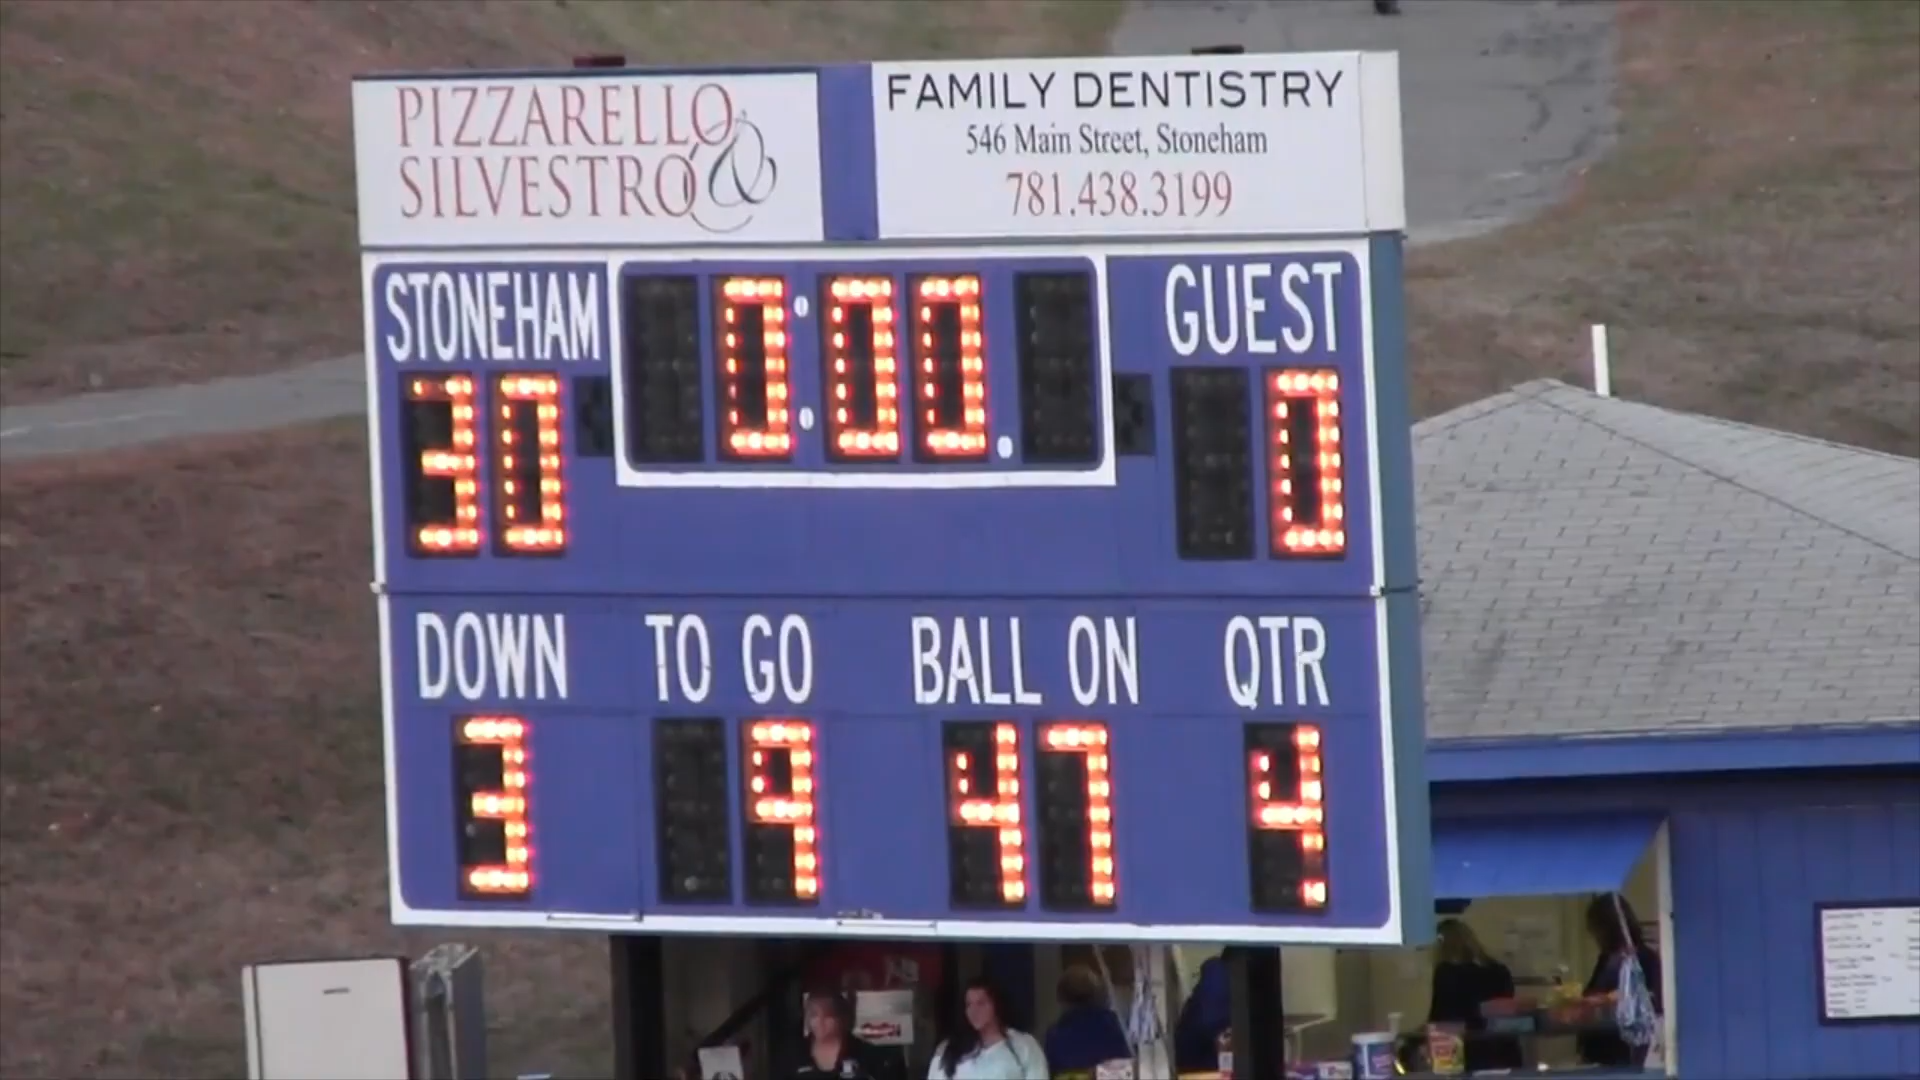 PIZZARELLO
& SILVESTRO
FAMILY DENTISTRY
546 Main Street, Stoneham
781.438.3199
STONEHAM 0:00. GUEST
30 0
DOWN TO GO BALL ON QTR
3 9 47 4